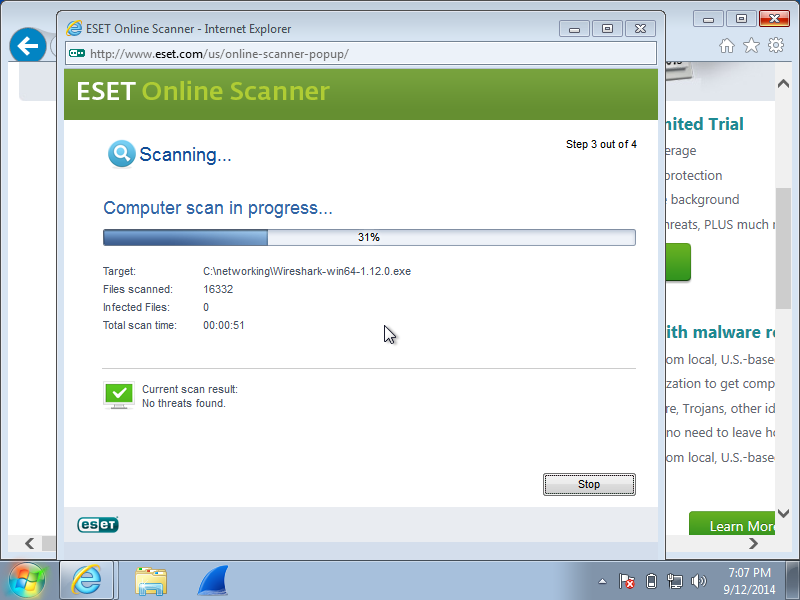 ESET Online Scanner - Internet Explorer
http://www.eset.com/us/online-scanner-popup/
ESET Online Scanner
Scanning...
Step 3 out of 4
Computer scan in progress...
31%
Target: C:\networking\Wireshark-win64-1.12.0.exe
Files scanned: 16332
Infected Files: 0
Total scan time: 00:00:51
Current scan result:
No threats found.
Stop
eseT
mited Trial
erage
protection
e background
hreats, PLUS much
ith malware re
om local, U.S.-base
zation to get comp
re, Trojans, other id
no need to leave ho
om local, U.S.-base
Learn More
7:07 PM
9/12/2014